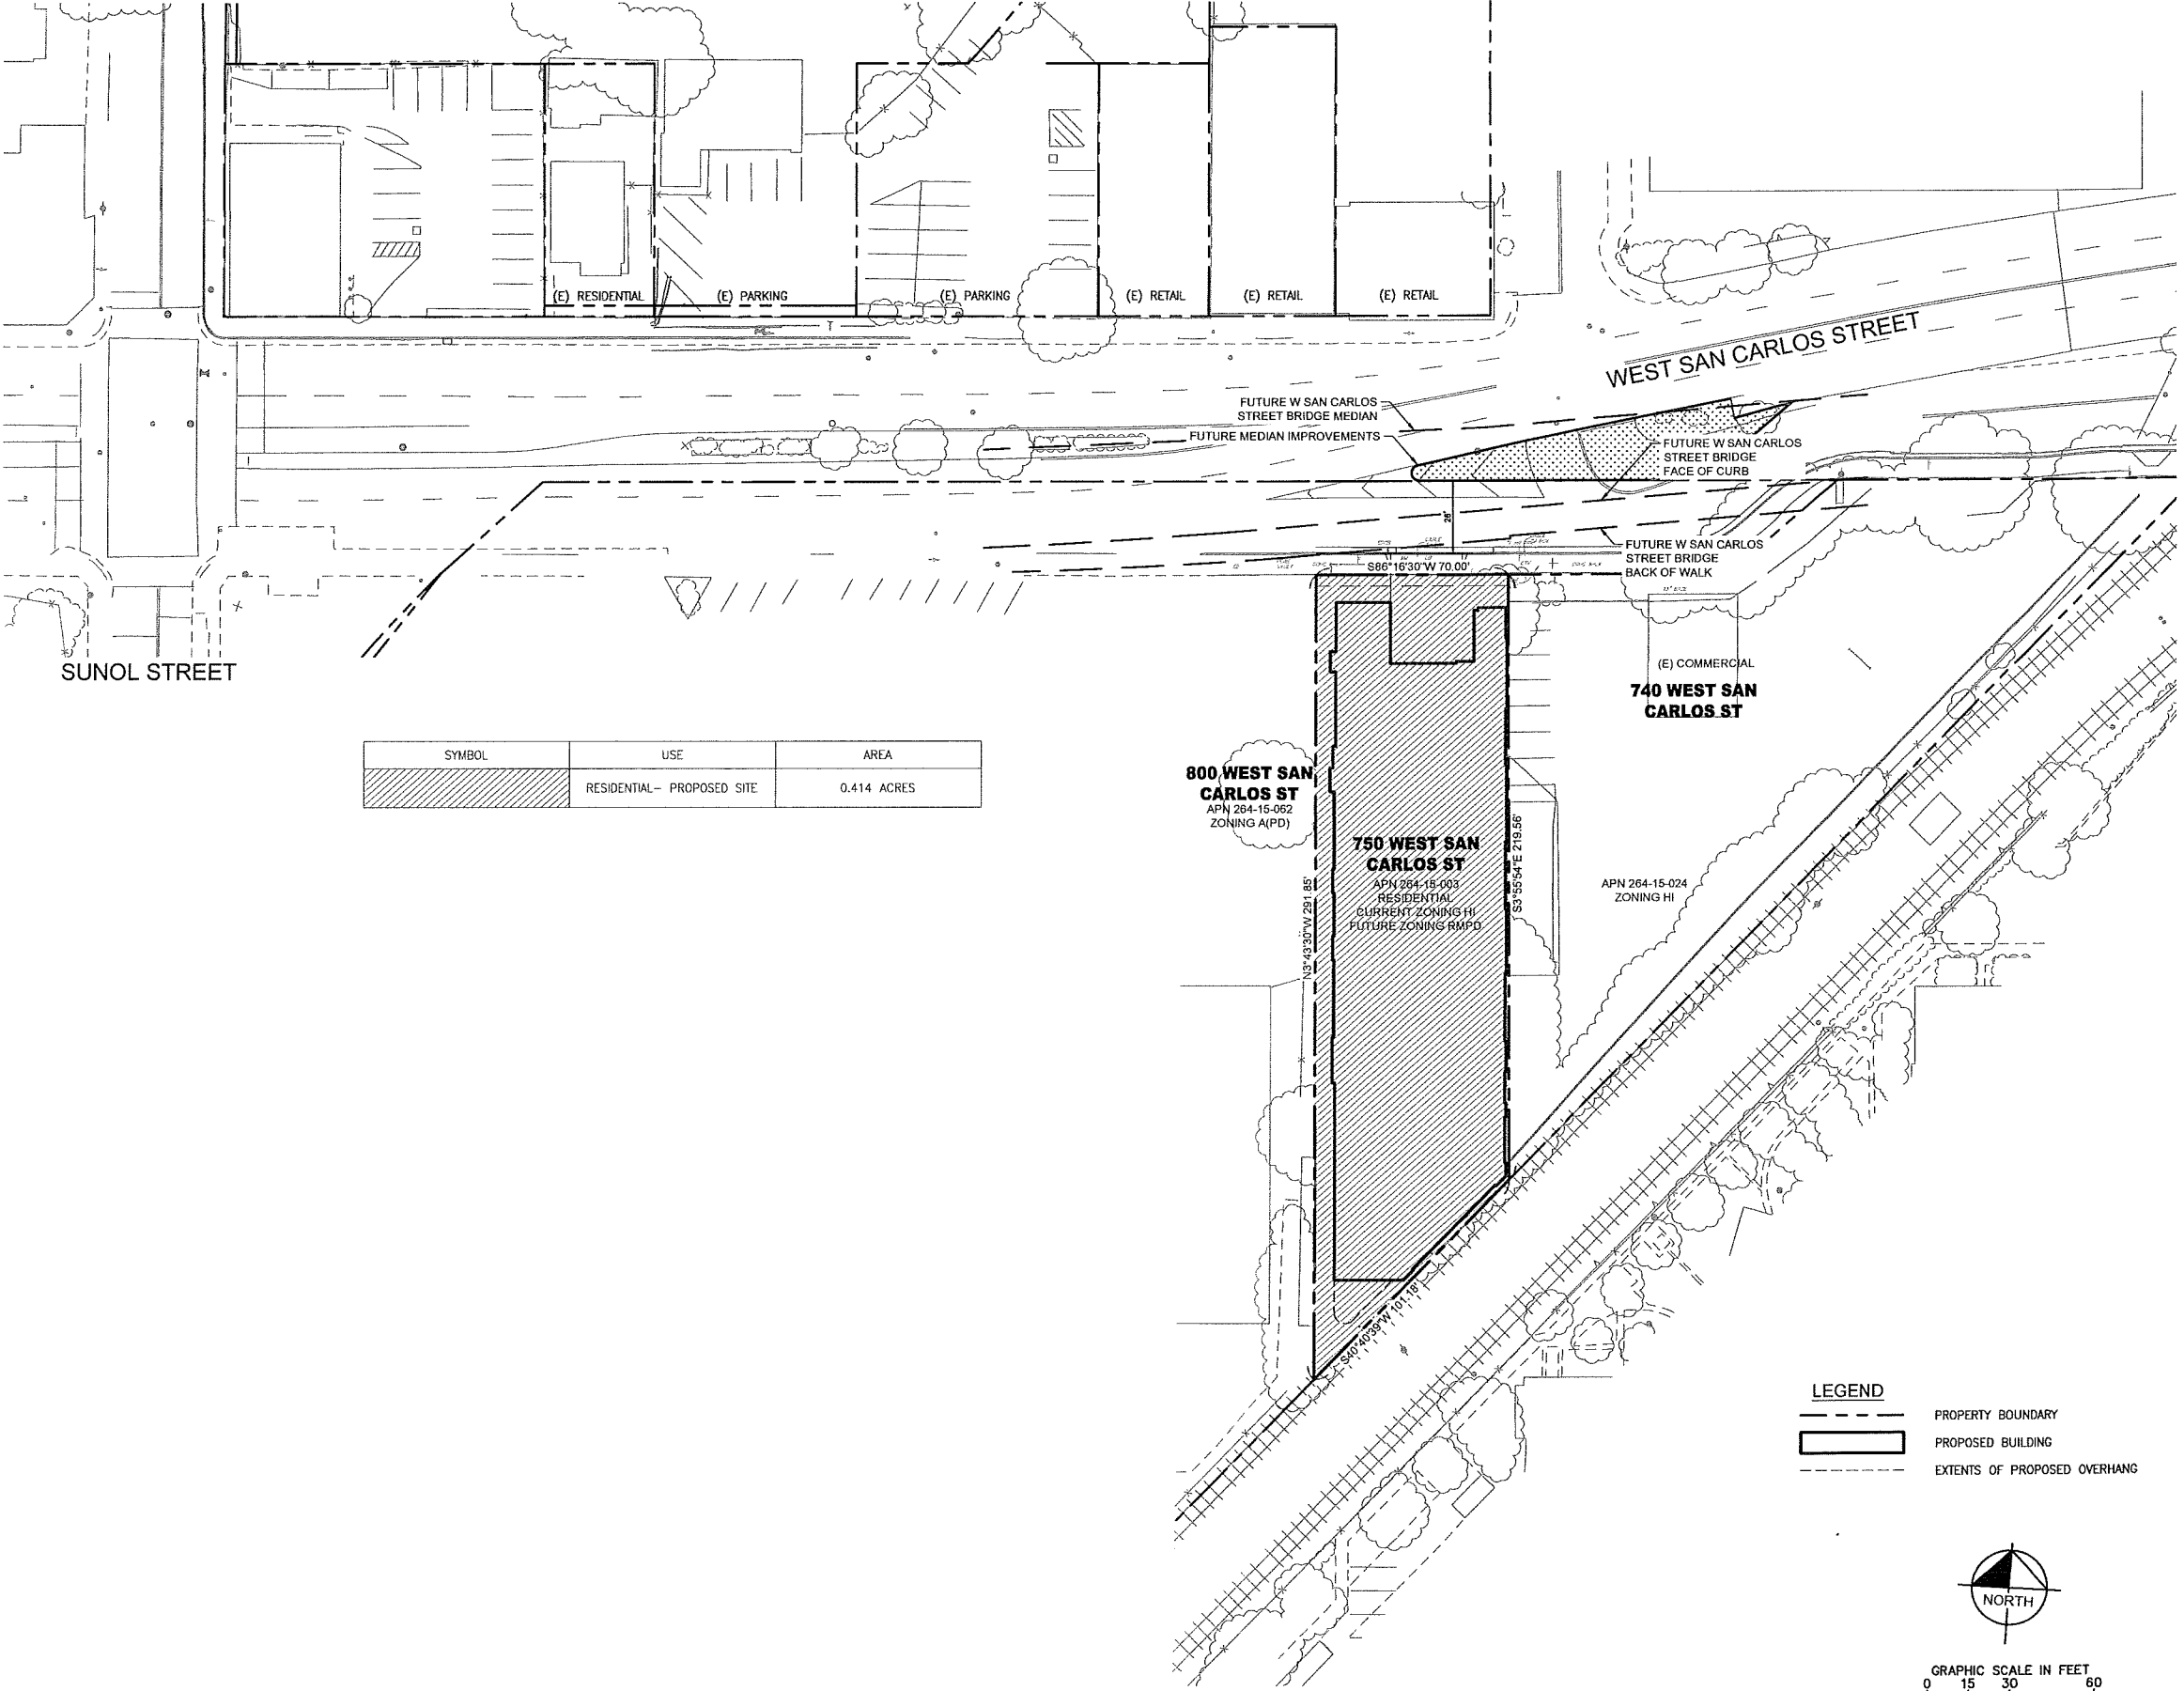 (E) RESIDENTIAL
(E) PARKING
(E) PARKING
(E) RETAIL
(E) RETAIL
(E) RETAIL
WEST SAN CARLOS STREET
FUTURE W SAN CARLOS
STREET BRIDGE MEDIAN
FUTURE MEDIAN IMPROVEMENTS
FUTURE W SAN CARLOS
STREET BRIDGE
FACE OF CURB
26'
FUTURE W SAN CARLOS
STREET BRIDGE
BACK OF WALK
S86°16'30"W 70.00'
SUNOL STREET
(E) COMMERCIAL
740 WEST SAN
CARLOS ST
SYMBOL USE AREA
RESIDENTIAL- PROPOSED SITE 0.414 ACRES
800 WEST SAN
CARLOS ST
APN 264-15-062
ZONING A(PD)
750 WEST SAN
CARLOS ST
APN 264-15-003
RESIDENTIAL
CURRENT ZONING HI
FUTURE ZONING RMPD
N3°43'30"W 291.85'
S3°55'54"E 219.56'
APN 264-15-024
ZONING HI
S40°40'39"W 101.18'
LEGEND
PROPERTY BOUNDARY
PROPOSED BUILDING
EXTENTS OF PROPOSED OVERHANG
NORTH
GRAPHIC SCALE IN FEET
0 15 30 60